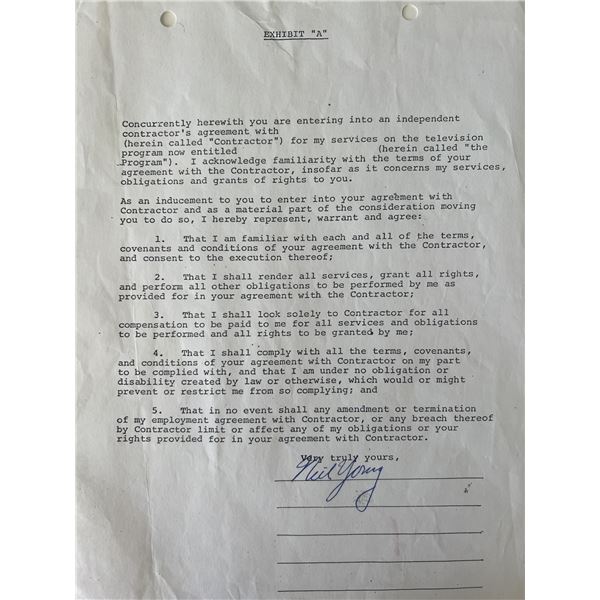 EXHIBIT "A"
Concurrently herewith you are entering into an independent
contractor's agreement with
(herein called "Contractor") for my services on the television
program now entitled (herein called "the
Program"). I acknowledge familiarity with the terms of your
agreement with the Contractor, insofar as it concerns my services,
obligations and grants of rights to you.
As an inducement to you to enter into your agreement with
Contractor and as a material part of the consideration moving
you to do so, I hereby represent, warrant and agree:
1. That I am familiar with each and all of the terms,
covenants and conditions of your agreement with the Contractor,
and consent to the execution thereof;
2. That I shall render all services, grant all rights,
and perform all other obligations to be performed by me as
provided for in your agreement with the Contractor;
3. That I shall look solely to Contractor for all
compensation to be paid to me for all services and obligations
to be performed and all rights to be granted by me;
4. That I shall comply with all the terms, covenants,
and conditions of your agreement with Contractor on my part
to be complied with, and that I am under no obligation or
disability created by law or otherwise, which would or might
prevent or restrict me from so complying; and
5. That in no event shall any amendment or termination
of my employment agreement with Contractor, or any breach thereof
by Contractor limit or affect any of my obligations or your
rights provided for in your agreement with Contractor.
Very truly yours,
Neil Young